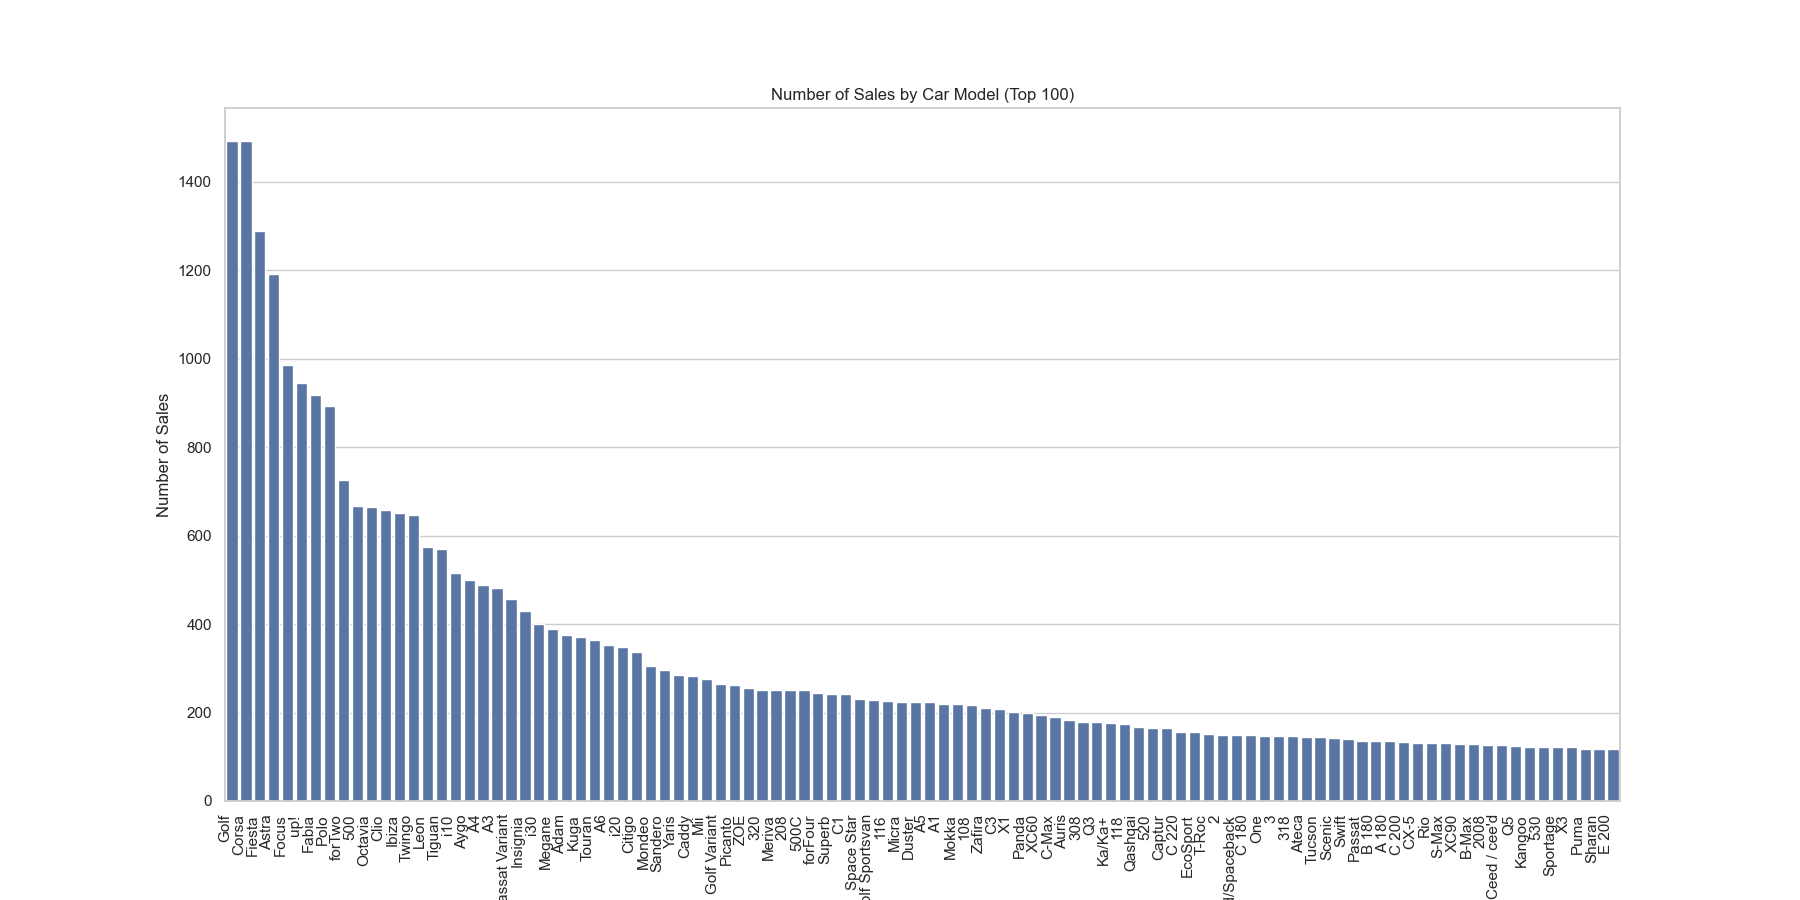 Number of Sales by Car Model (Top 100)
Number of Sales
1400
1200
1000
800
600
400
200
0
Golf
Corsa
Fiesta
Astra
Focus
up!
Fabia
Polo
forTwo
500
Octavia
Clio
Ibiza
Twingo
Leon
Tiguan
i10
Aygo
A4
A3
assat Variant
Insignia
i30
Megane
Adam
Kuga
Touran
A6
i20
Citigo
Mondeo
Sandero
Yaris
Caddy
Mii
Golf Variant
Picanto
ZOE
320
Meriva
208
500C
forFour
Superb
C1
Space Star
olf Sportsvan
116
Micra
Duster
A5
A1
Mokka
108
Zafira
C3
X1
Panda
XC60
C-Max
Auris
308
Q3
Ka/Ka+
118
Qashqai
520
Captur
C 220
EcoSport
T-Roc
2
d/Spaceback
C 180
One
3
318
Ateca
Tucson
Scenic
Swift
Passat
B 180
A 180
C 200
CX-5
Rio
S-Max
XC90
B-Max
2008
Ceed / cee'd
Q5
Kangoo
530
Sportage
X3
Puma
Sharan
E 200